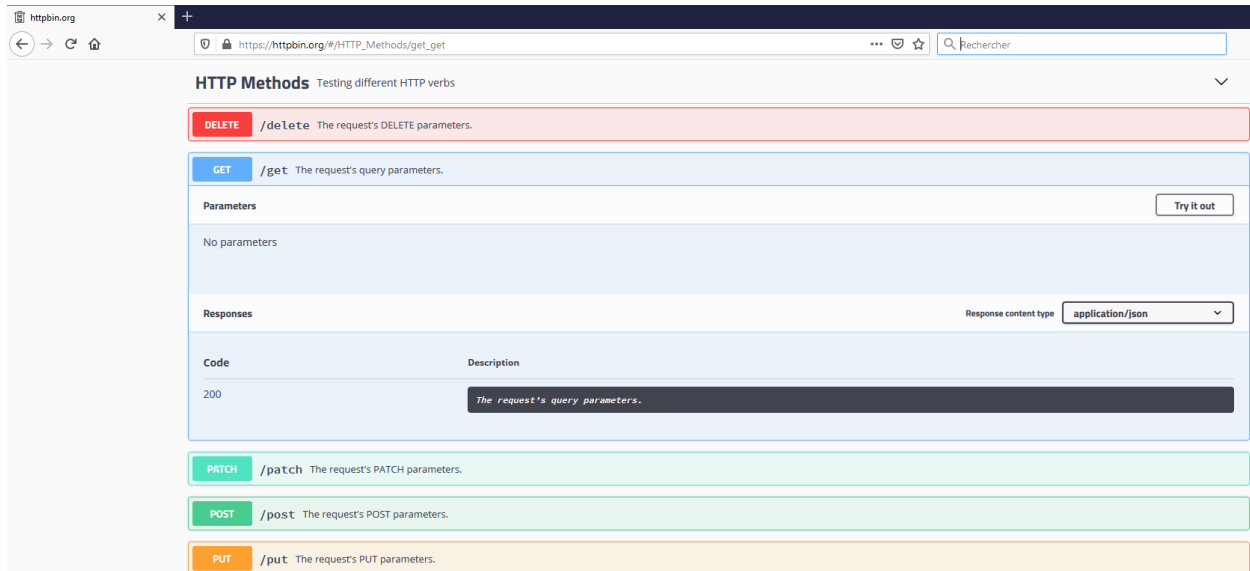 httpbin.org
https://httpbin.org/#/HTTP_Methods/get_get
Rechercher
HTTP Methods Testing different HTTP verbs
DELETE /delete The request's DELETE parameters.
GET /get The request's query parameters.
Parameters Try it out
No parameters
Responses Response content type application/json
Code Description
200 The request's query parameters.
PATCH /patch The request's PATCH parameters.
POST /post The request's POST parameters.
PUT /put The request's PUT parameters.